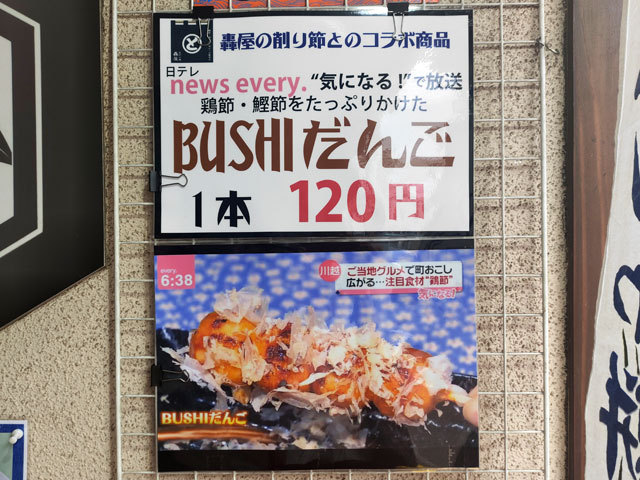 轟屋の削り節とのコラボ商品
日テレ
news every.“気になる!”で放送
鶏節・鰹節をたっぷりかけた
BUSHIだんご
1本 120円
every.
6:38
川越
ご当地グルメで町おこし
広がる…注目食材“鶏節”
気になる!
BUSHIだんご